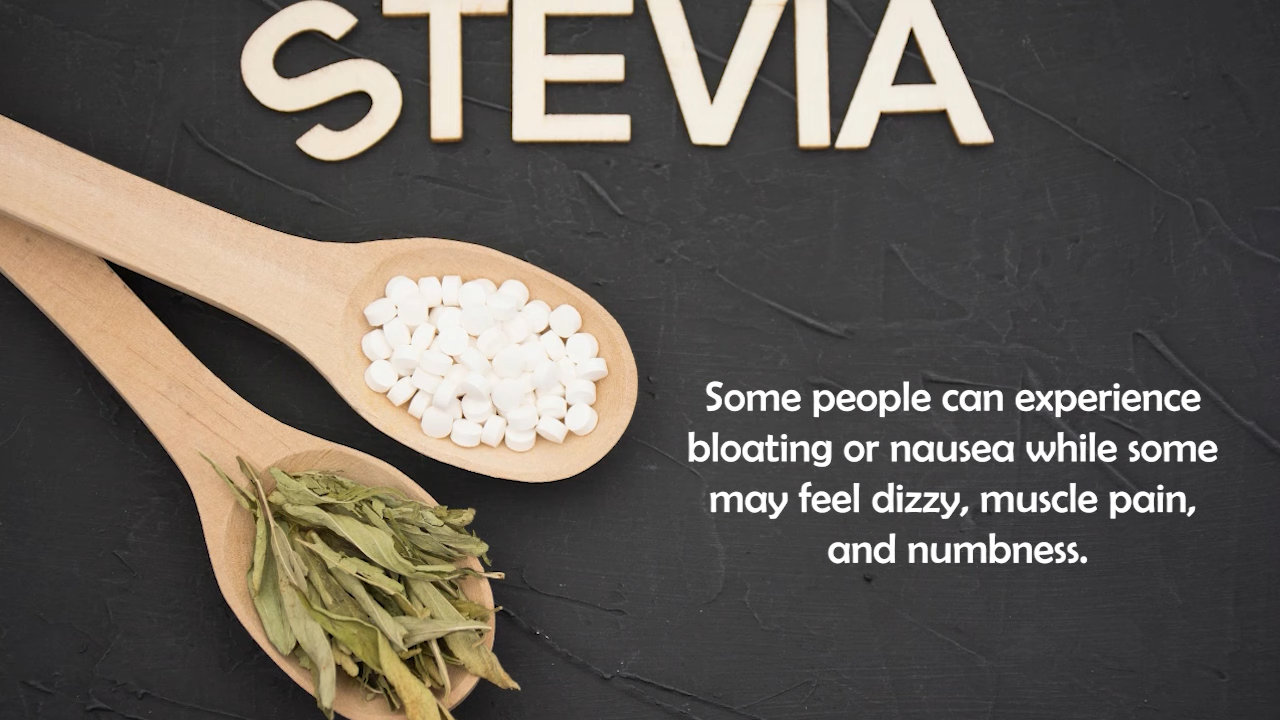 STEVIA
Some people can experience
bloating or nausea while some
may feel dizzy, muscle pain,
and numbness.